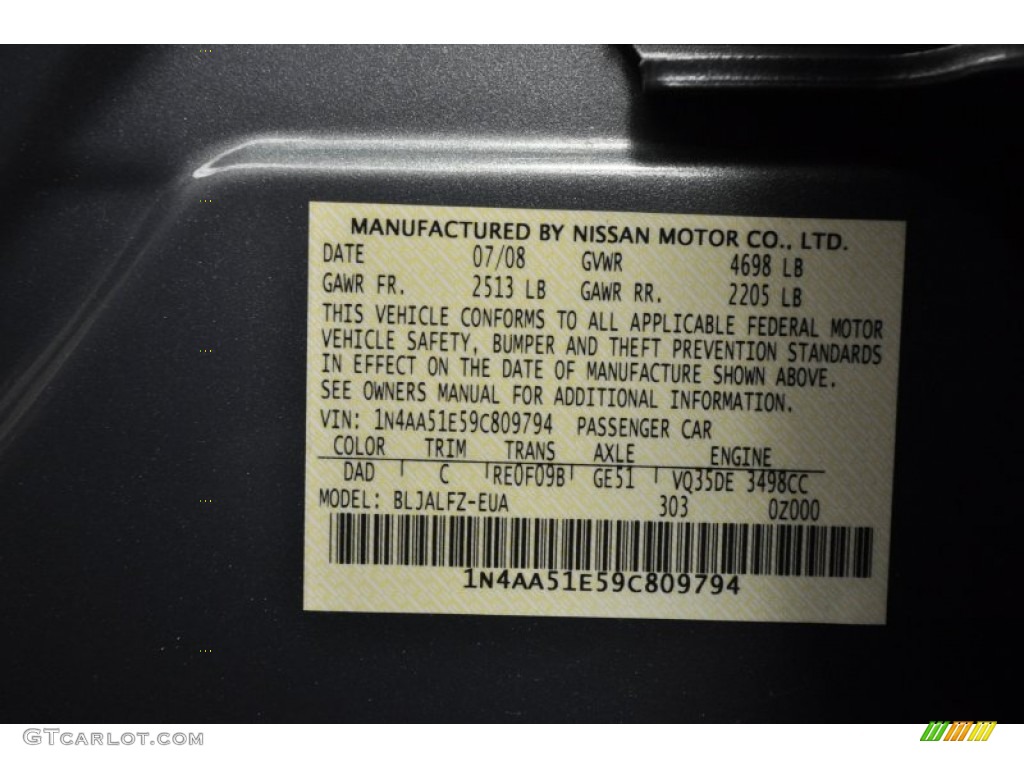 MANUFACTURED BY NISSAN MOTOR CO., LTD.
DATE 07/08 GVWR 4698 LB
GAWR FR. 2513 LB GAWR RR. 2205 LB
THIS VEHICLE CONFORMS TO ALL APPLICABLE FEDERAL MOTOR
VEHICLE SAFETY, BUMPER AND THEFT PREVENTION STANDARDS
IN EFFECT ON THE DATE OF MANUFACTURE SHOWN ABOVE.
SEE OWNERS MANUAL FOR ADDITIONAL INFORMATION.
VIN: 1N4AA51E59C809794 PASSENGER CAR
COLOR TRIM TRANS AXLE ENGINE
DAD C RE0F09B GE51 VQ35DE 3498CC
MODEL: BLJALFZ-EUA 303 0Z000
1N4AA51E59C809794
GTCARLOT.COM